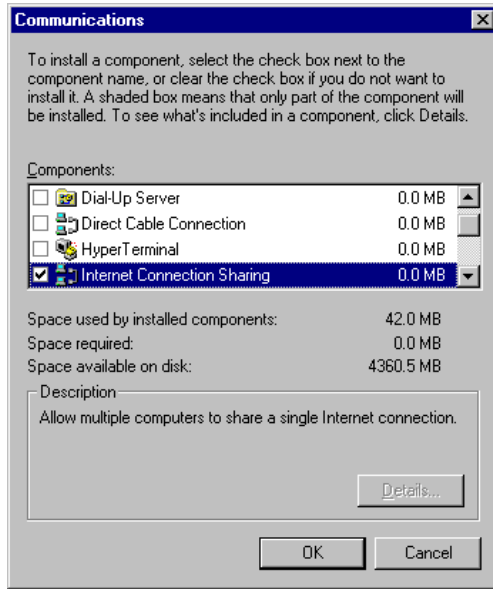 Communications
To install a component, select the check box next to the
component name, or clear the check box if you do not want to
install it. A shaded box means that only part of the component will
be installed. To see what's included in a component, click Details.
Components:
Dial-Up Server 0.0 MB
Direct Cable Connection 0.0 MB
HyperTerminal 0.0 MB
Internet Connection Sharing 0.0 MB
Space used by installed components: 42.0 MB
Space required: 0.0 MB
Space available on disk: 4360.5 MB
Description
Allow multiple computers to share a single Internet connection.
Details...
OK Cancel